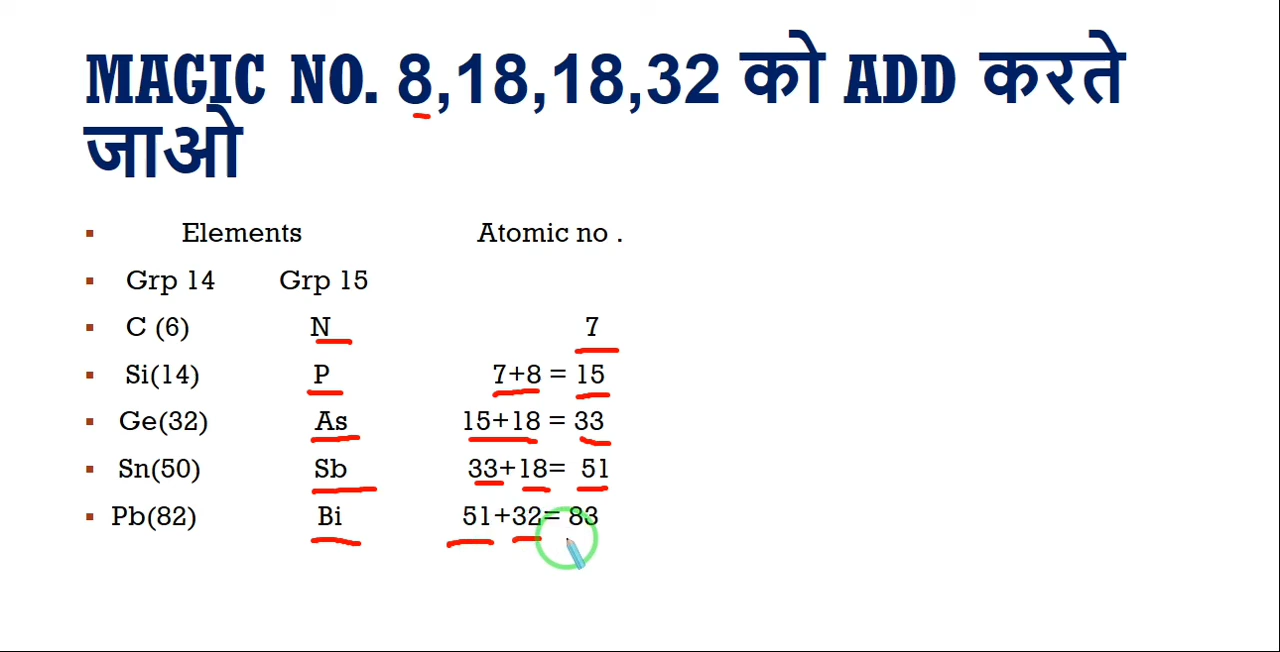 MAGIC NO. 8,18,18,32 को ADD करते
जाओ
Elements Atomic no .
Grp 14 Grp 15
C (6) N 7
Si(14) P 7+8 = 15
Ge(32) As 15+18 = 33
Sn(50) Sb 33+18= 51
Pb(82) Bi 51+32= 83